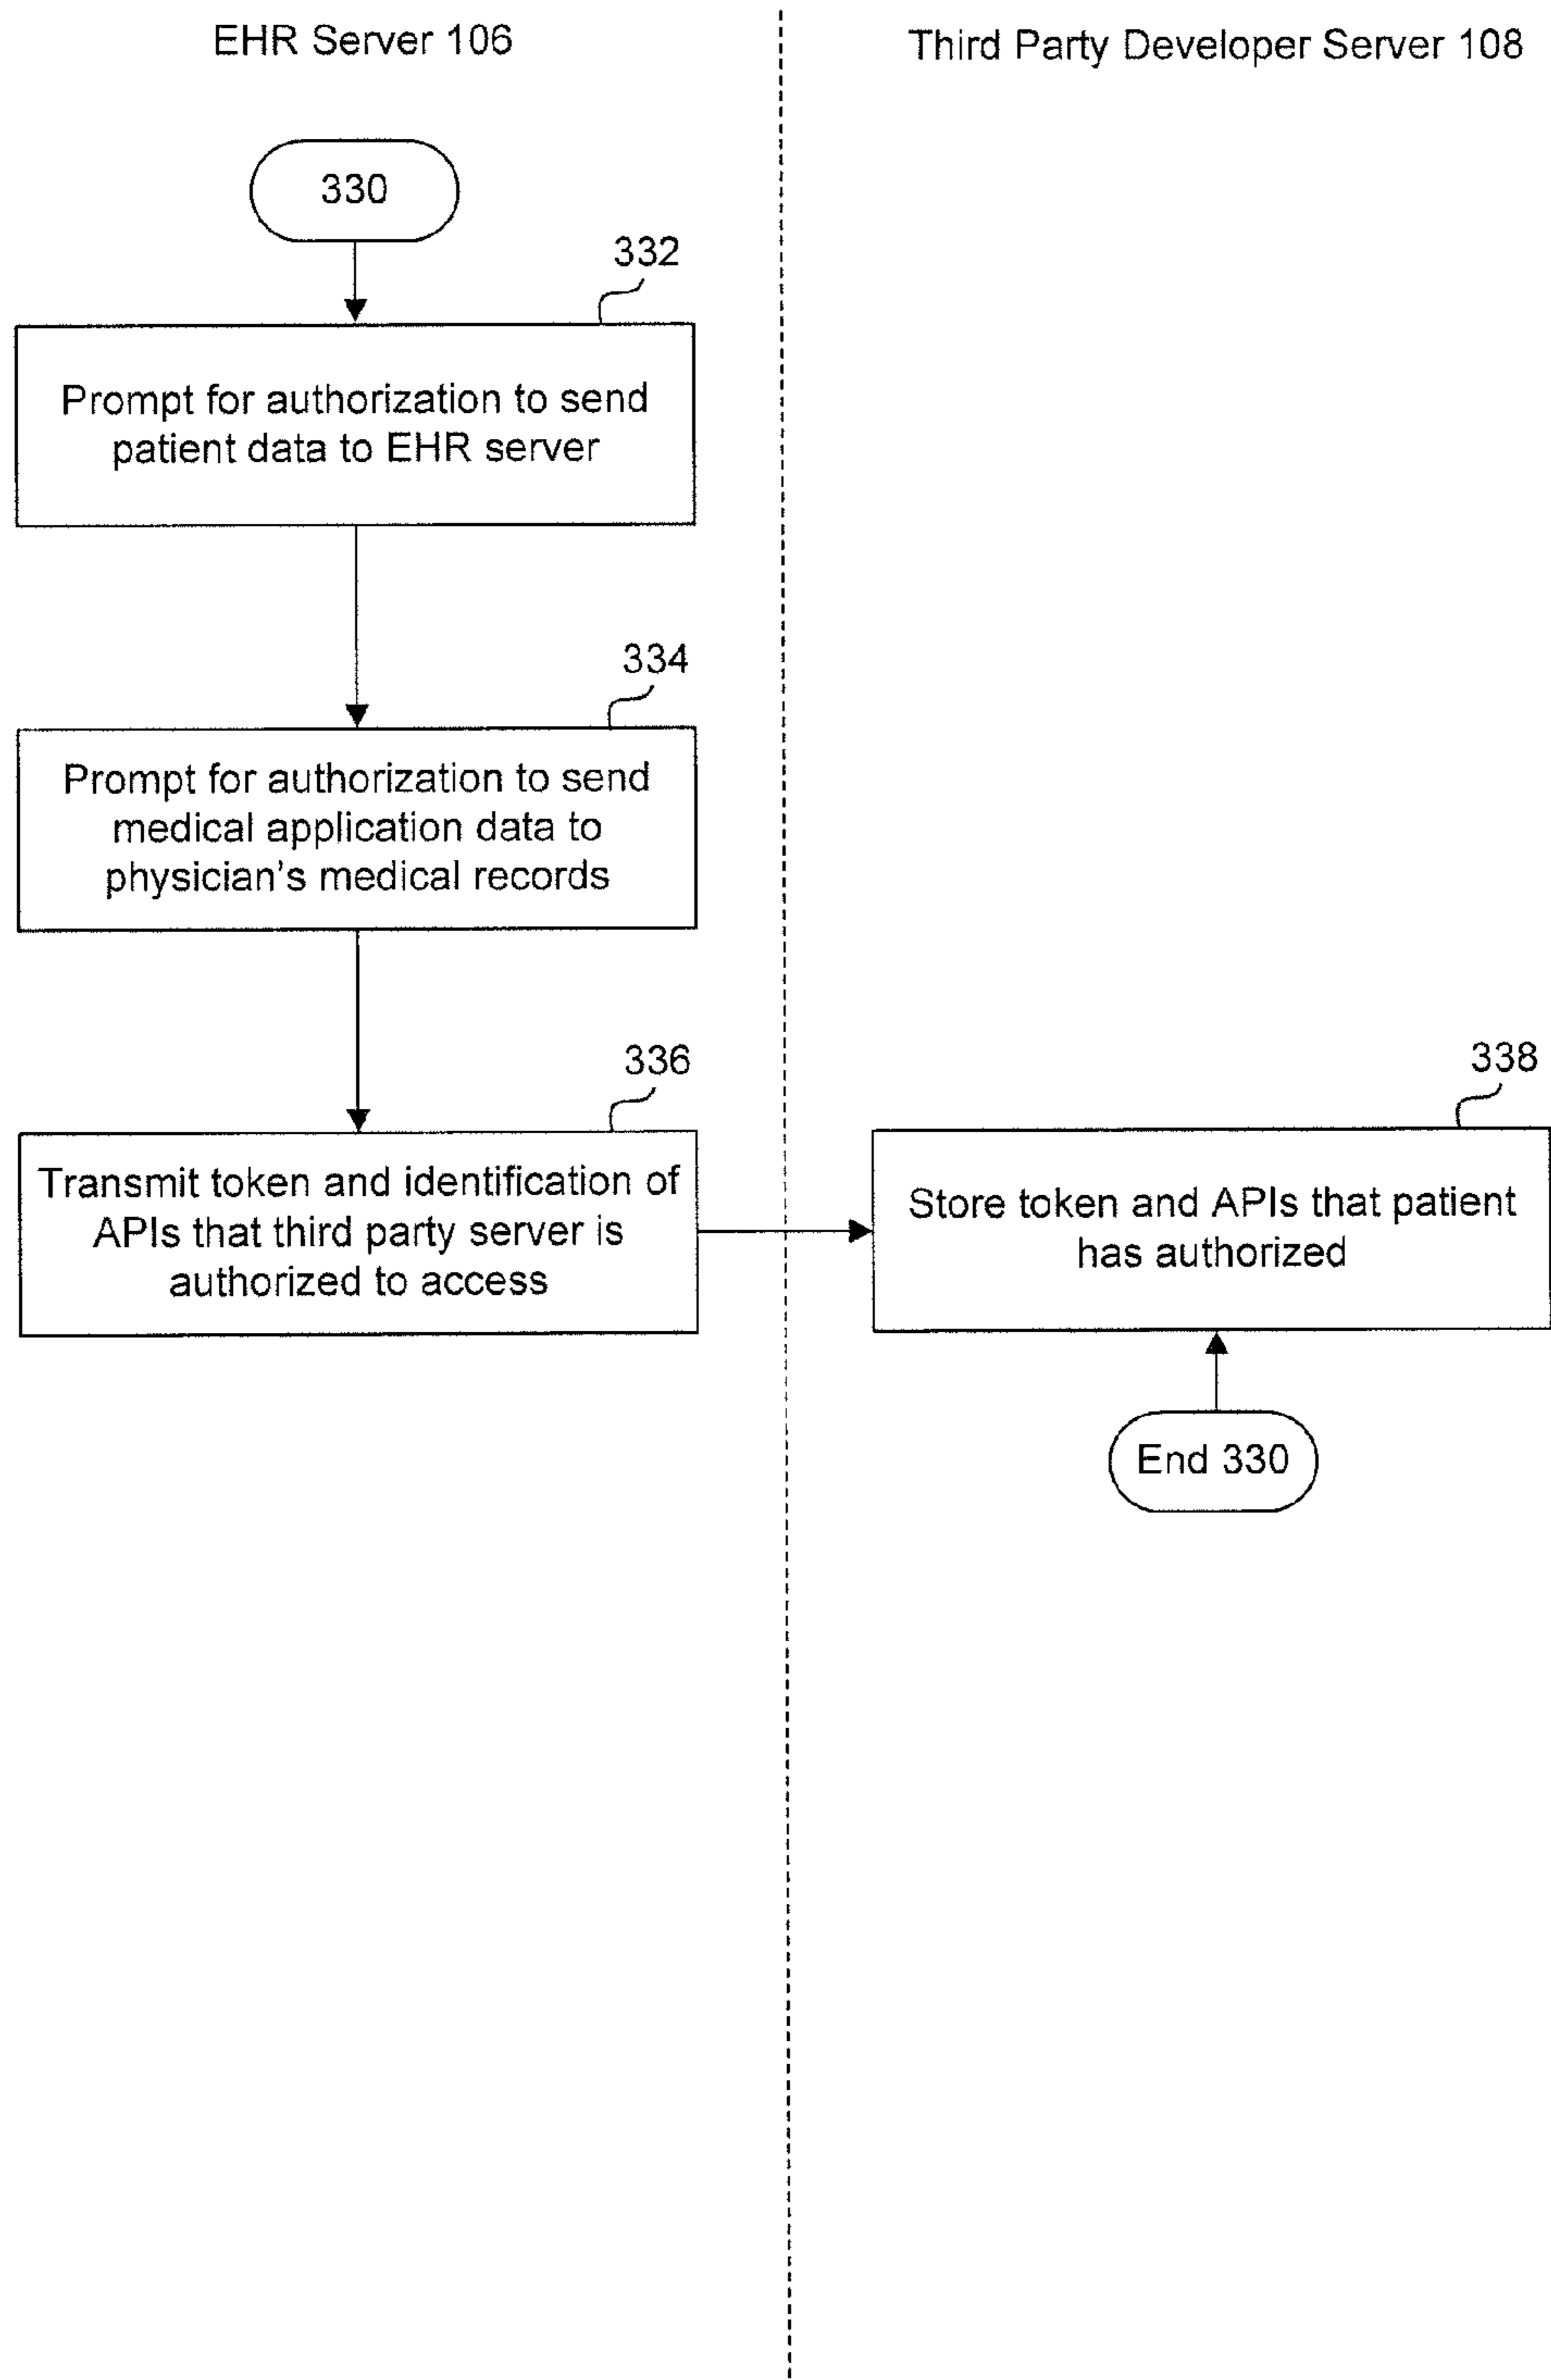 EHR Server 106
Third Party Developer Server 108
330
332
Prompt for authorization to send
patient data to EHR server
334
Prompt for authorization to send
medical application data to
physician's medical records
336
Transmit token and identification of
APIs that third party server is
authorized to access
338
Store token and APIs that patient
has authorized
End 330